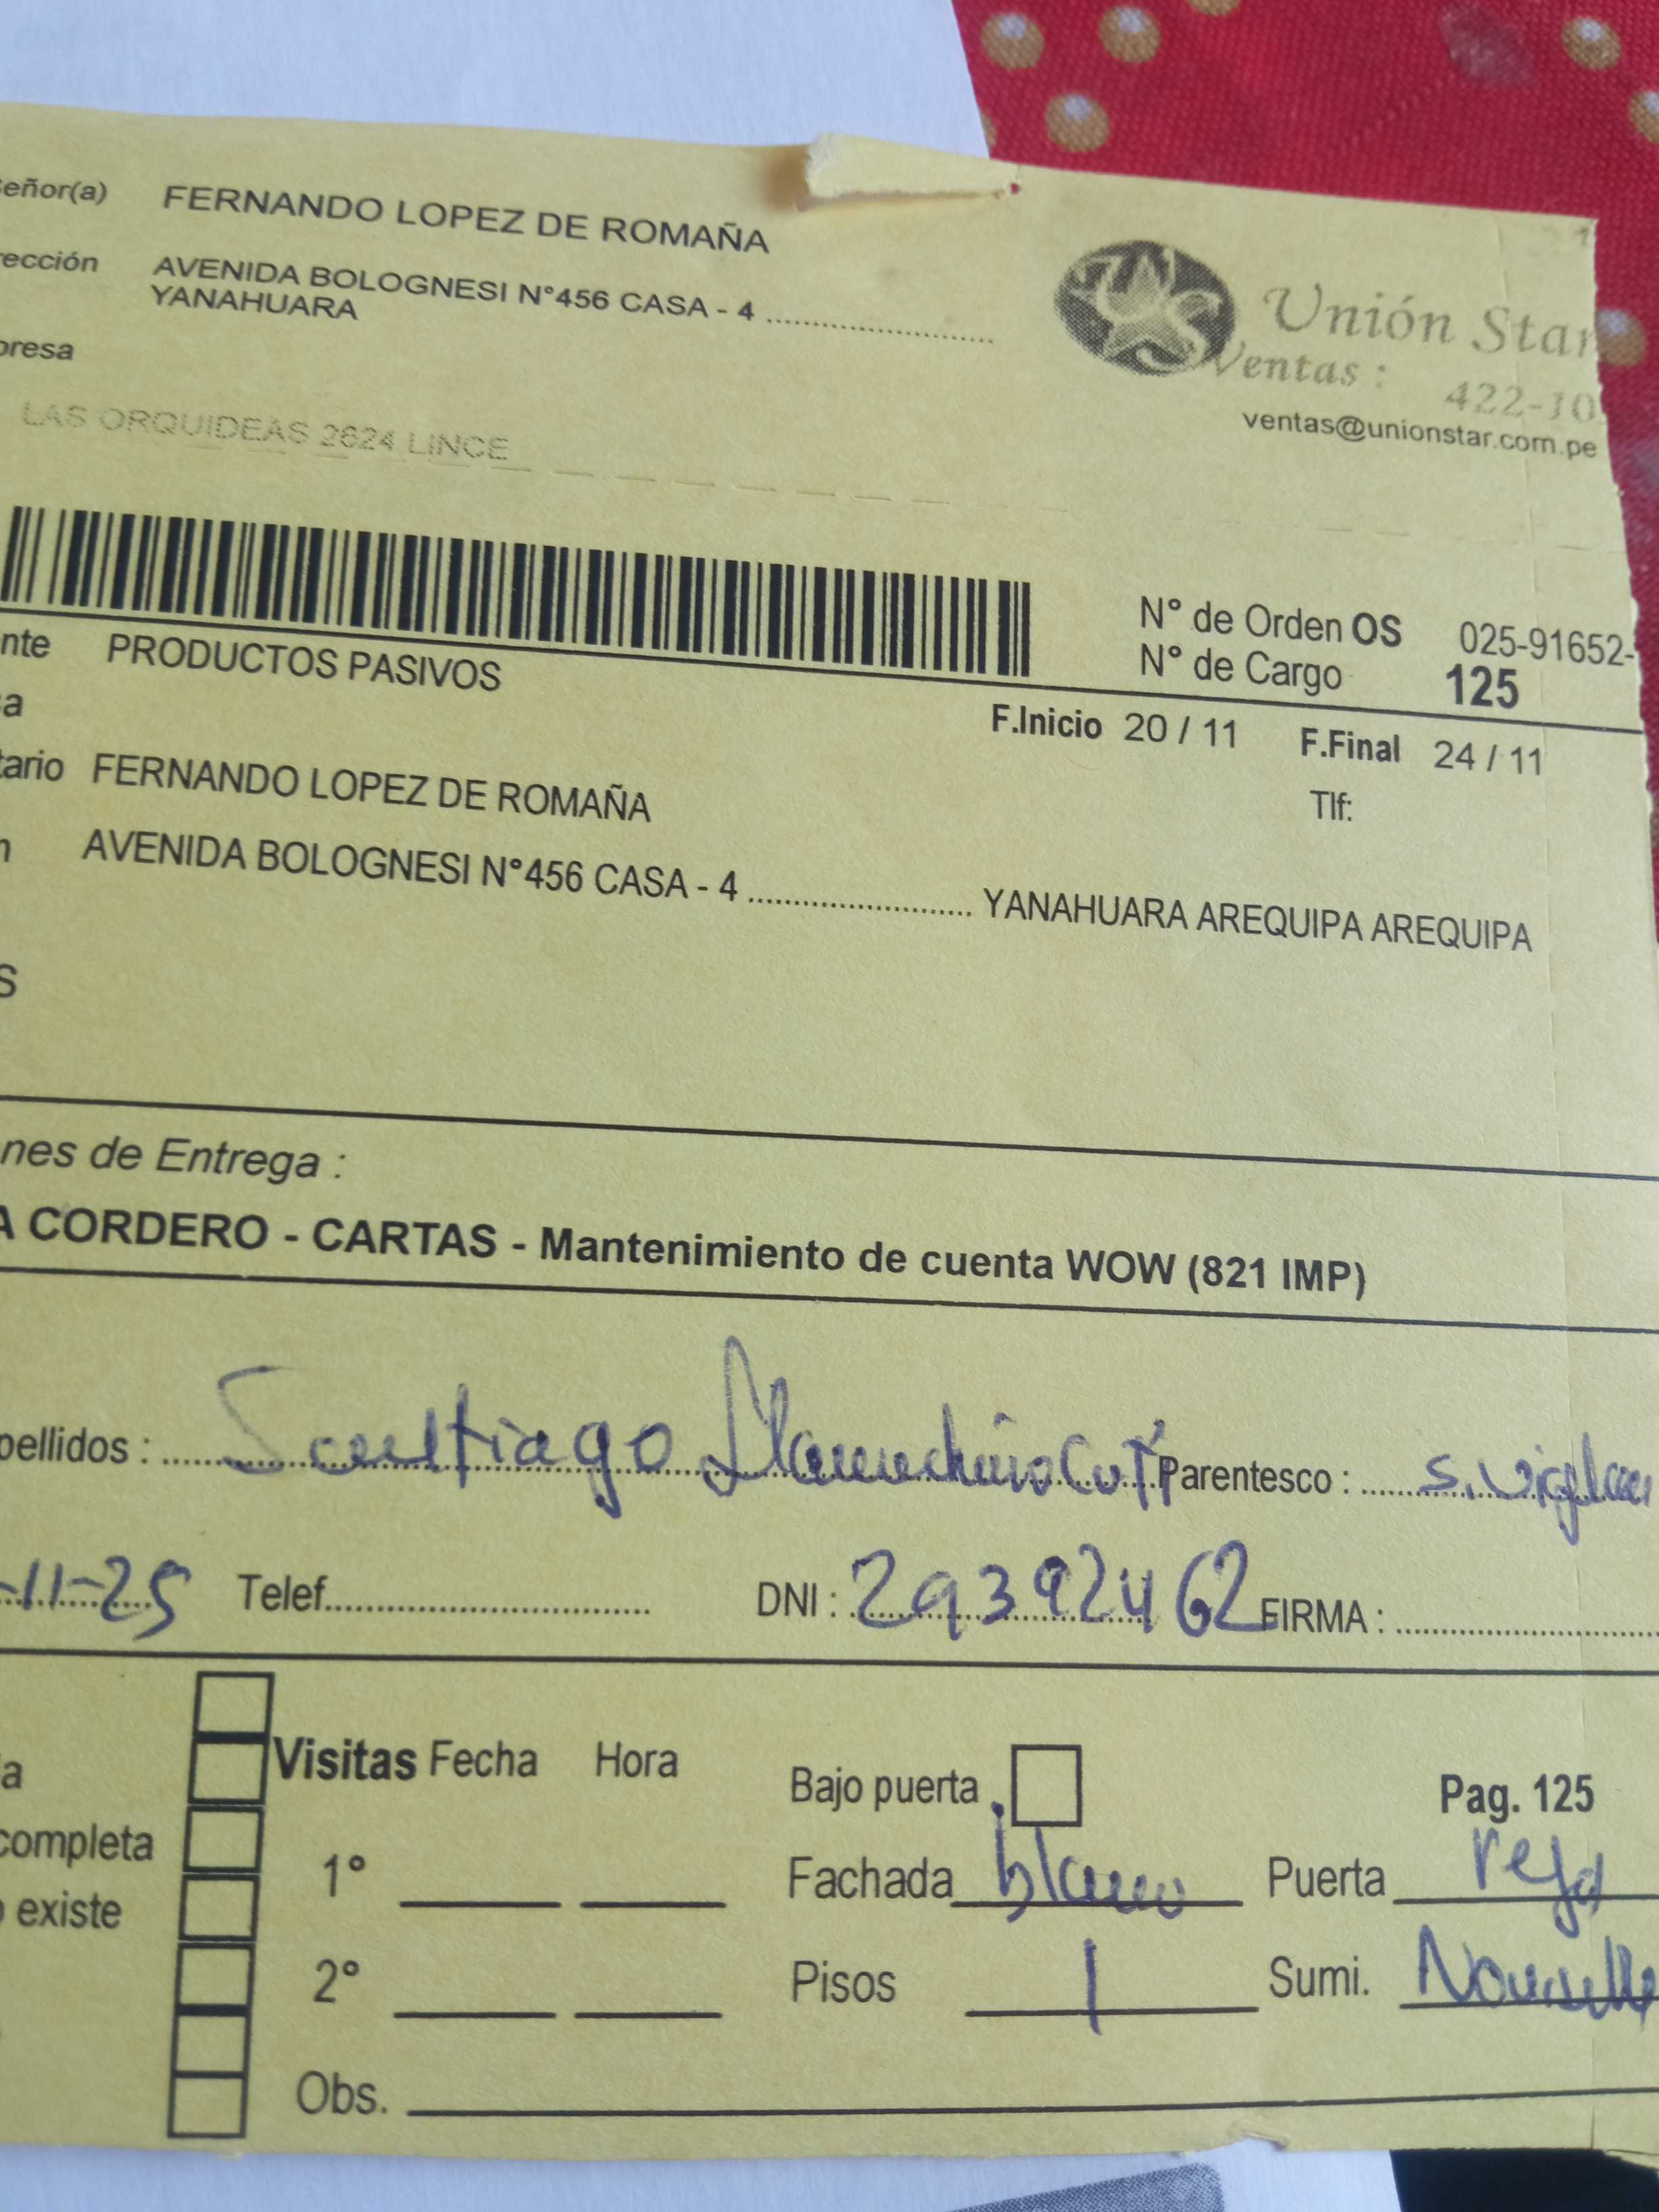 eñor(a) FERNANDO LOPEZ DE ROMAÑA
rección AVENIDA BOLOGNESI N°456 CASA - 4
YANAHUARA
presa
Unión Star
Ventas : 422-10
ventas@unionstar.com.pe
LAS ORQUIDEAS 2624 LINCE
N° de Orden OS 025-91652-
N° de Cargo 125
nte PRODUCTOS PASIVOS
a
F.Inicio 20 / 11 F.Final 24 / 11
tario FERNANDO LOPEZ DE ROMAÑA
Tlf:
n AVENIDA BOLOGNESI N°456 CASA - 4 YANAHUARA AREQUIPA AREQUIPA
S
nes de Entrega :
A CORDERO - CARTAS - Mantenimiento de cuenta WOW (821 IMP)
pellidos : Santiago Parentesco :
-11-25 Telef. DNI : 29392462 FIRMA :
Visitas Fecha Hora
a
Bajo puerta
Pag. 125
completa
1°
Fachada blanco Puerta reja
existe
2°
Pisos 1 Sumi.
Obs.